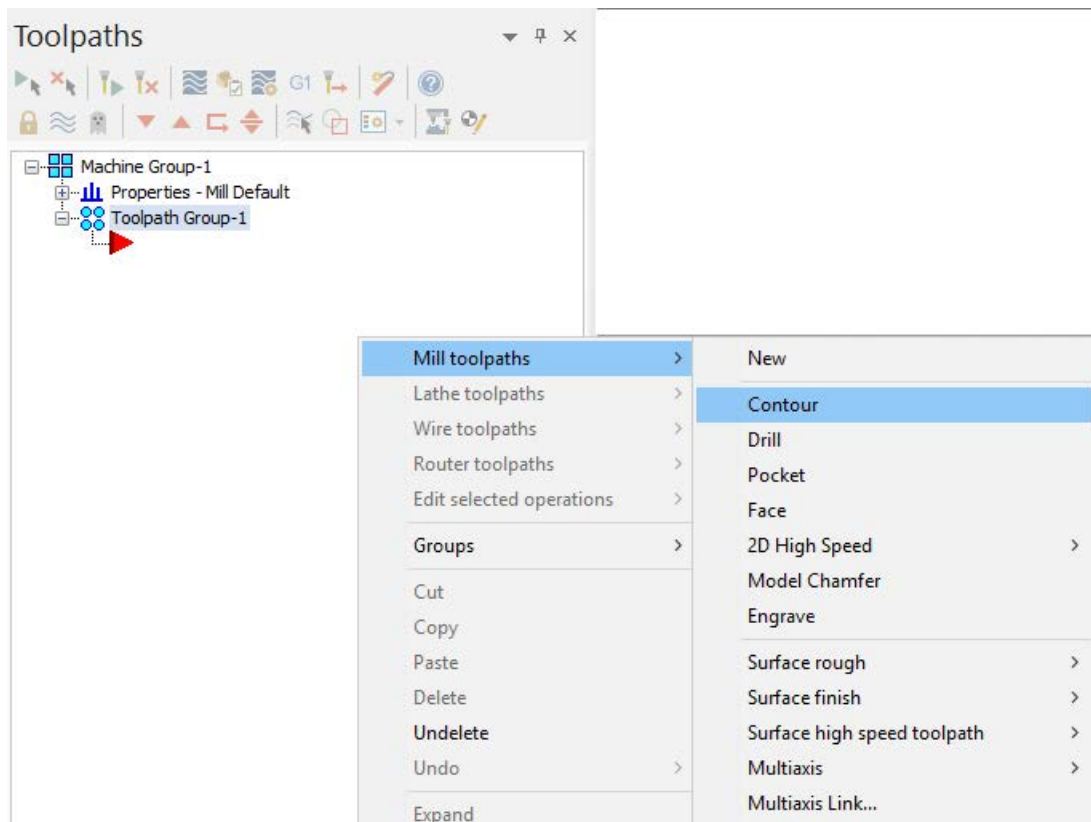 Toolpaths
G1
Machine Group-1
Properties - Mill Default
Toolpath Group-1
Mill toolpaths
Lathe toolpaths
Wire toolpaths
Router toolpaths
Edit selected operations
Groups
Cut
Copy
Paste
Delete
Undelete
Undo
Expand
New
Contour
Drill
Pocket
Face
2D High Speed
Model Chamfer
Engrave
Surface rough
Surface finish
Surface high speed toolpath
Multiaxis
Multiaxis Link...